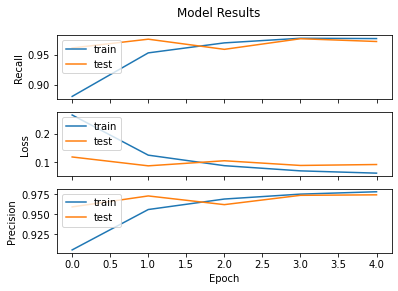 Model Results
Recall
0.95
0.90
train
test
Loss
0.2
0.1
train
test
Precision
0.975
0.950
0.925
train
test
0.0 0.5 1.0 1.5 2.0 2.5 3.0 3.5 4.0
Epoch